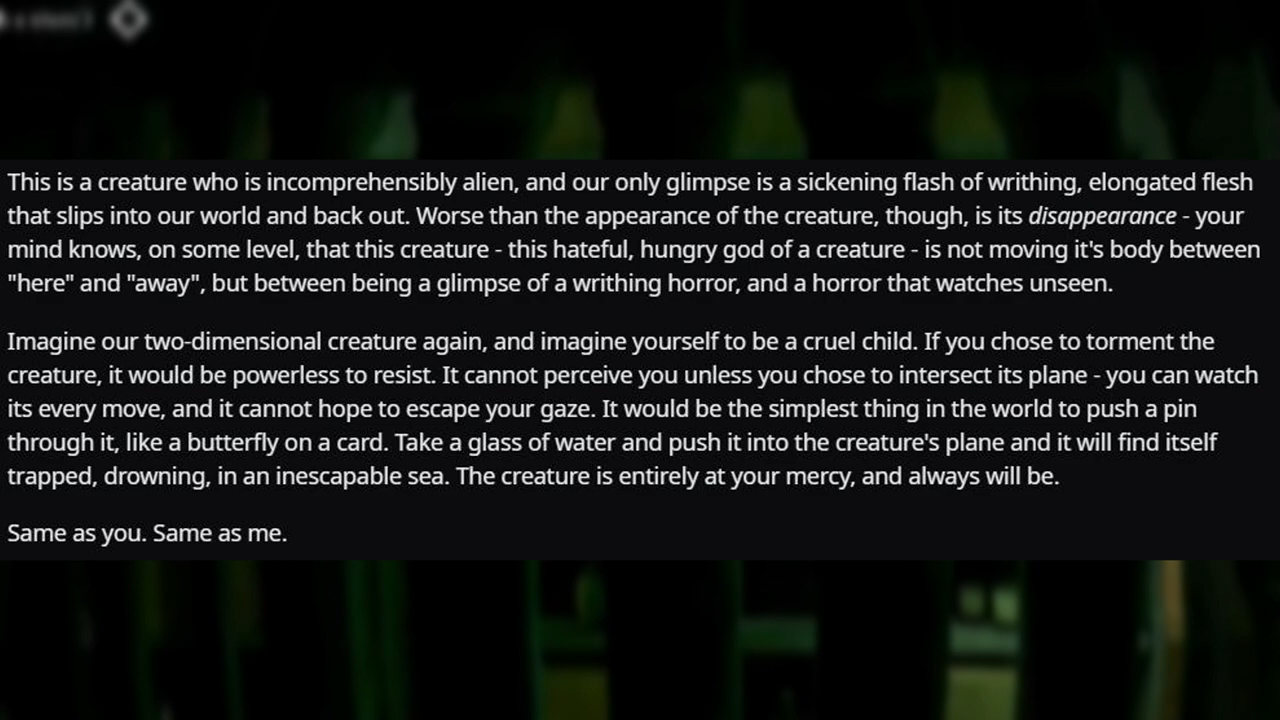 This is a creature who is incomprehensibly alien, and our only glimpse is a sickening flash of writhing, elongated flesh
that slips into our world and back out. Worse than the appearance of the creature, though, is its disappearance - your
mind knows, on some level, that this creature - this hateful, hungry god of a creature - is not moving it's body between
"here" and "away", but between being a glimpse of a writhing horror, and a horror that watches unseen.
Imagine our two-dimensional creature again, and imagine yourself to be a cruel child. If you chose to torment the
creature, it would be powerless to resist. It cannot perceive you unless you chose to intersect its plane - you can watch
its every move, and it cannot hope to escape your gaze. It would be the simplest thing in the world to push a pin
through it, like a butterfly on a card. Take a glass of water and push it into the creature's plane and it will find itself
trapped, drowning, in an inescapable sea. The creature is entirely at your mercy, and always will be.
Same as you. Same as me.